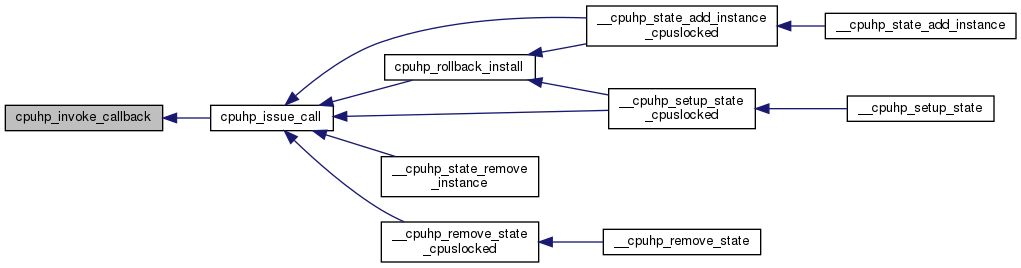 cpuhp_invoke_callback
cpuhp_issue_call
__cpuhp_state_add_instance
_cpuslocked
__cpuhp_state_add_instance
cpuhp_rollback_install
__cpuhp_setup_state
_cpuslocked
__cpuhp_setup_state
__cpuhp_state_remove
_instance
__cpuhp_remove_state
_cpuslocked
__cpuhp_remove_state